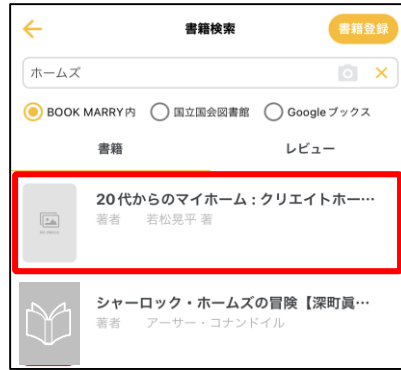 書籍検索
書籍登録
ホームズ
BOOK MARRY内 国立国会図書館 Googleブックス
書籍 レビュー
20代からのマイホーム : クリエイトホー…
著者 若松晃平 著
シャーロック・ホームズの冒険【深町眞…
著者 アーサー・コナンドイル